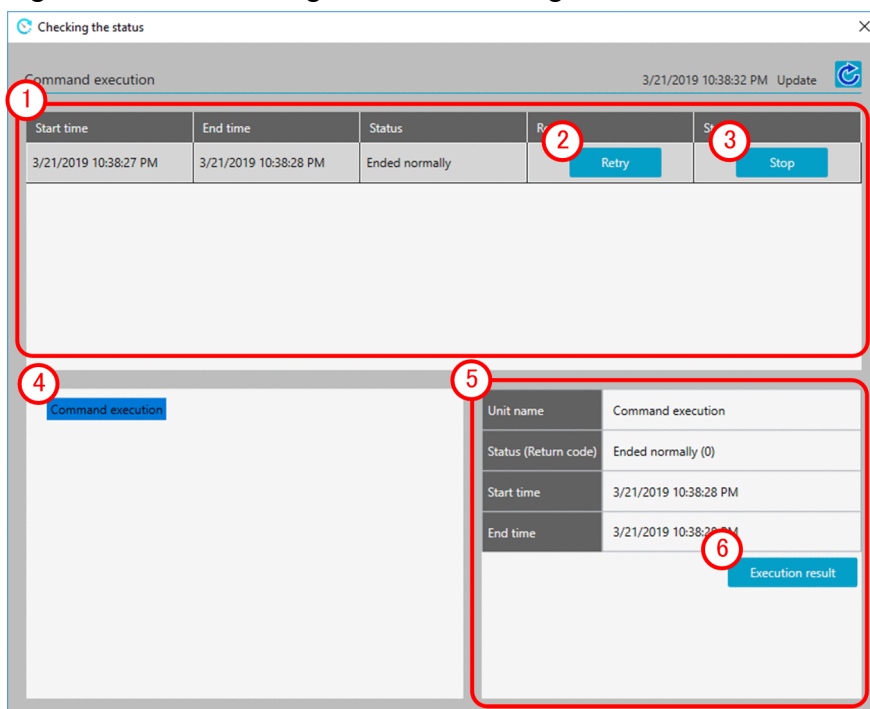 Checking the status
Command execution 3/21/2019 10:38:32 PM Update
1
Start time End time Status 2 3
3/21/2019 10:38:27 PM 3/21/2019 10:38:28 PM Ended normally Retry Stop
4 5
Command execution
Unit name Command execution
Status (Return code) Ended normally (0)
Start time 3/21/2019 10:38:28 PM
End time 3/21/2019
6
Execution result